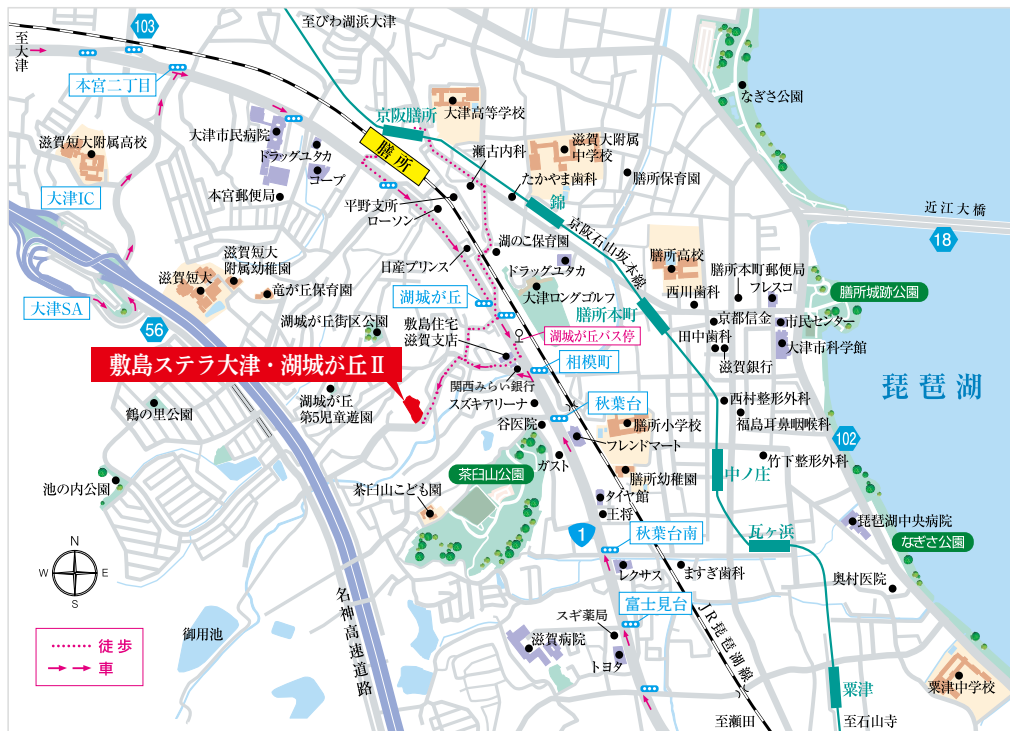 至大津
103
至びわ湖浜大津
本宮二丁目
なぎさ公園
京阪膳所
大津高等学校
滋賀短大附属高校
大津市民病院
膳所
瀬古内科
滋賀大附属
中学校
ドラッグユタカ
コープ
たかやま歯科
膳所保育園
大津IC
本宮郵便局
平野支所
ローソン
錦
近江大橋
18
京阪石山坂本線
湖のこ保育園
滋賀短大
附属幼稚園
滋賀短大
日産プリンス
ドラッグユタカ
膳所高校
膳所本町郵便局
フレスコ
竜が丘保育園
西川歯科
膳所城跡公園
大津SA
湖城が丘
大津ロングゴルフ
膳所本町
56
湖城が丘街区公園
敷島住宅
滋賀支店
湖城が丘バス停
京都信金
市民センター
田中歯科
大津市科学館
滋賀銀行
敷島ステラ大津・湖城が丘Ⅱ
相模町
関西みらい銀行
琵琶湖
湖城が丘
第5児童遊園
スズキアリーナ
秋葉台
西村整形外科
鶴の里公園
谷医院
膳所小学校
福島耳鼻咽喉科
102
フレンドマート
竹下整形外科
ガスト
茶臼山公園
膳所幼稚園
中ノ庄
池の内公園
茶臼山こども園
タイヤ館
王将
琵琶湖中央病院
1
秋葉台南
瓦ヶ浜
なぎさ公園
N
W
E
S
レクサス
ますぎ歯科
奥村医院
名神高速道路
富士見台
スギ薬局
JR琵琶湖線
御用池
滋賀病院
徒歩
車
トヨタ
粟津
粟津中学校
至瀬田
至石山寺